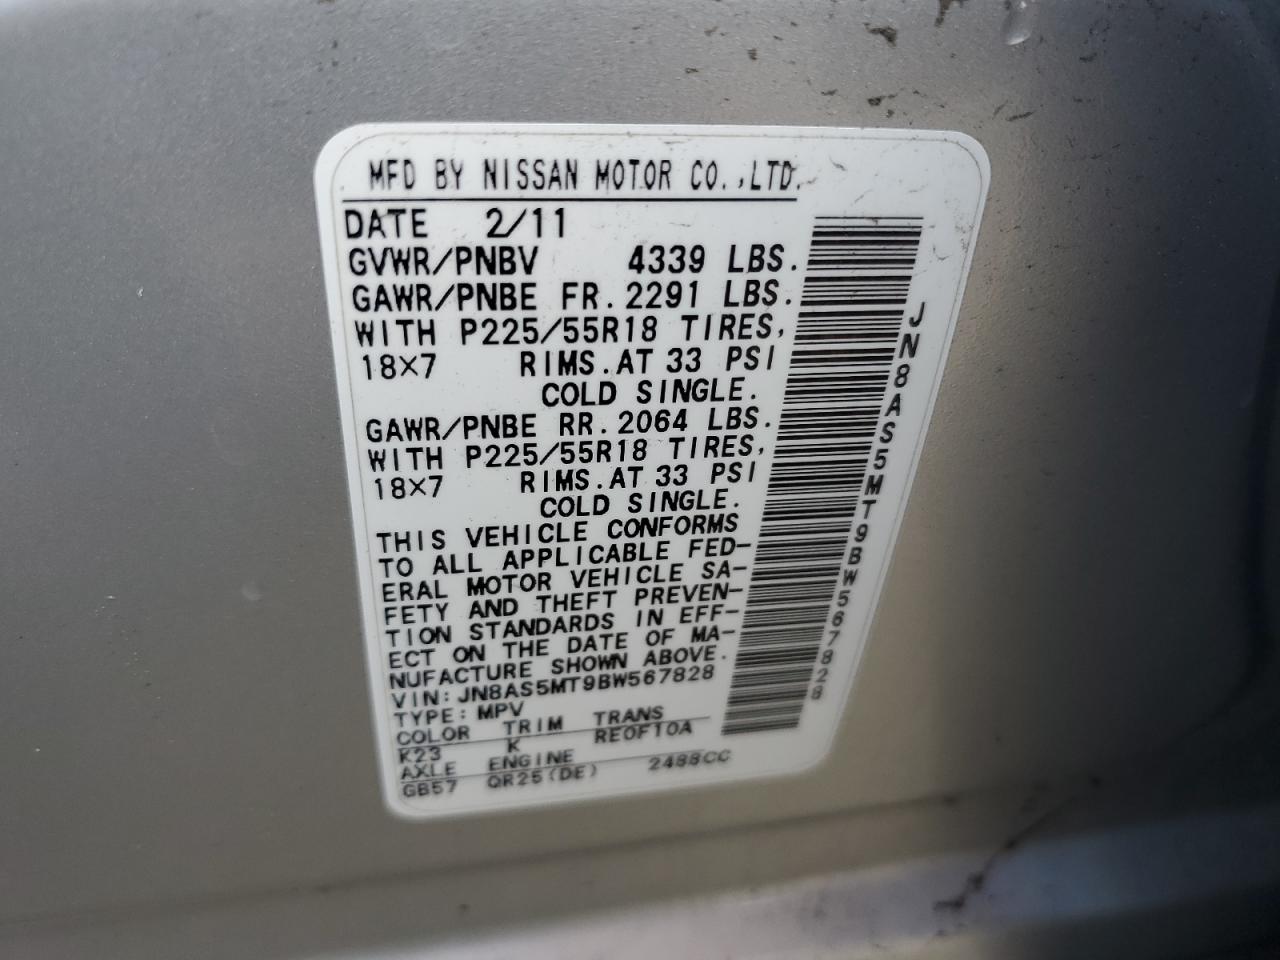 MFD BY NISSAN MOTOR CO.,LTD.
DATE 2/11
GVWR/PNBV 4339 LBS.
GAWR/PNBE FR.2291 LBS.
WITH P225/55R18 TIRES,
18×7 RIMS.AT 33 PSI
COLD SINGLE.
GAWR/PNBE RR.2064 LBS.
WITH P225/55R18 TIRES,
18×7 RIMS.AT 33 PSI
COLD SINGLE.
THIS VEHICLE CONFORMS
TO ALL APPLICABLE FED-
ERAL MOTOR VEHICLE SA-
FETY AND THEFT PREVEN-
TION STANDARDS IN EFF-
ECT ON THE DATE OF MA-
NUFACTURE SHOWN ABOVE.
VIN: JN8AS5MT9BW567828
TYPE: MPV
COLOR TRIM TRANS
K23 K RE0F10A
AXLE ENGINE
GB57 QR25(DE) 2488CC
JN8AS5MT9BW567828